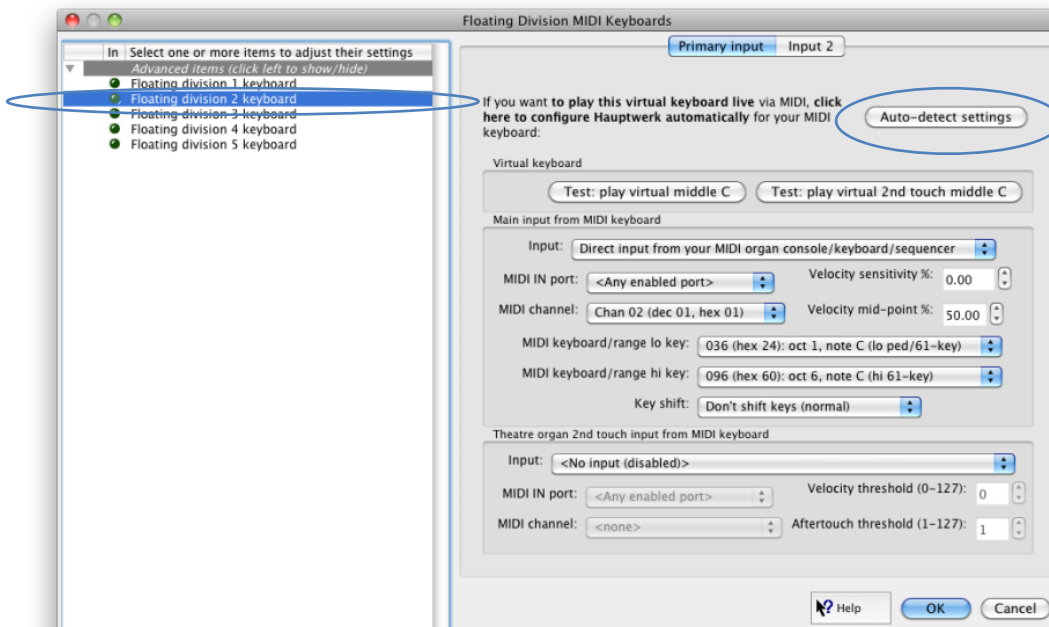 Floating Division MIDI Keyboards
In Select one or more items to adjust their settings
Advanced items (click left to show/hide)
Floating division 1 keyboard
Floating division 2 keyboard
Floating division 3 keyboard
Floating division 4 keyboard
Floating division 5 keyboard
Primary input Input 2
If you want to play this virtual keyboard live via MIDI, click
here to configure Hauptwerk automatically for your MIDI
keyboard:
Auto-detect settings
Virtual keyboard
Test: play virtual middle C Test: play virtual 2nd touch middle C
Main input from MIDI keyboard
Input: Direct input from your MIDI organ console/keyboard/sequencer
MIDI IN port: <Any enabled port> Velocity sensitivity %: 0.00
MIDI channel: Chan 02 (dec 01, hex 01) Velocity mid-point %: 50.00
MIDI keyboard/range lo key: 036 (hex 24): oct 1, note C (lo ped/61-key)
MIDI keyboard/range hi key: 096 (hex 60): oct 6, note C (hi 61-key)
Key shift: Don't shift keys (normal)
Theatre organ 2nd touch input from MIDI keyboard
Input: <No input (disabled)>
MIDI IN port: <Any enabled port> Velocity threshold (0-127): 0
MIDI channel: <none> Aftertouch threshold (1-127): 1
? Help OK Cancel